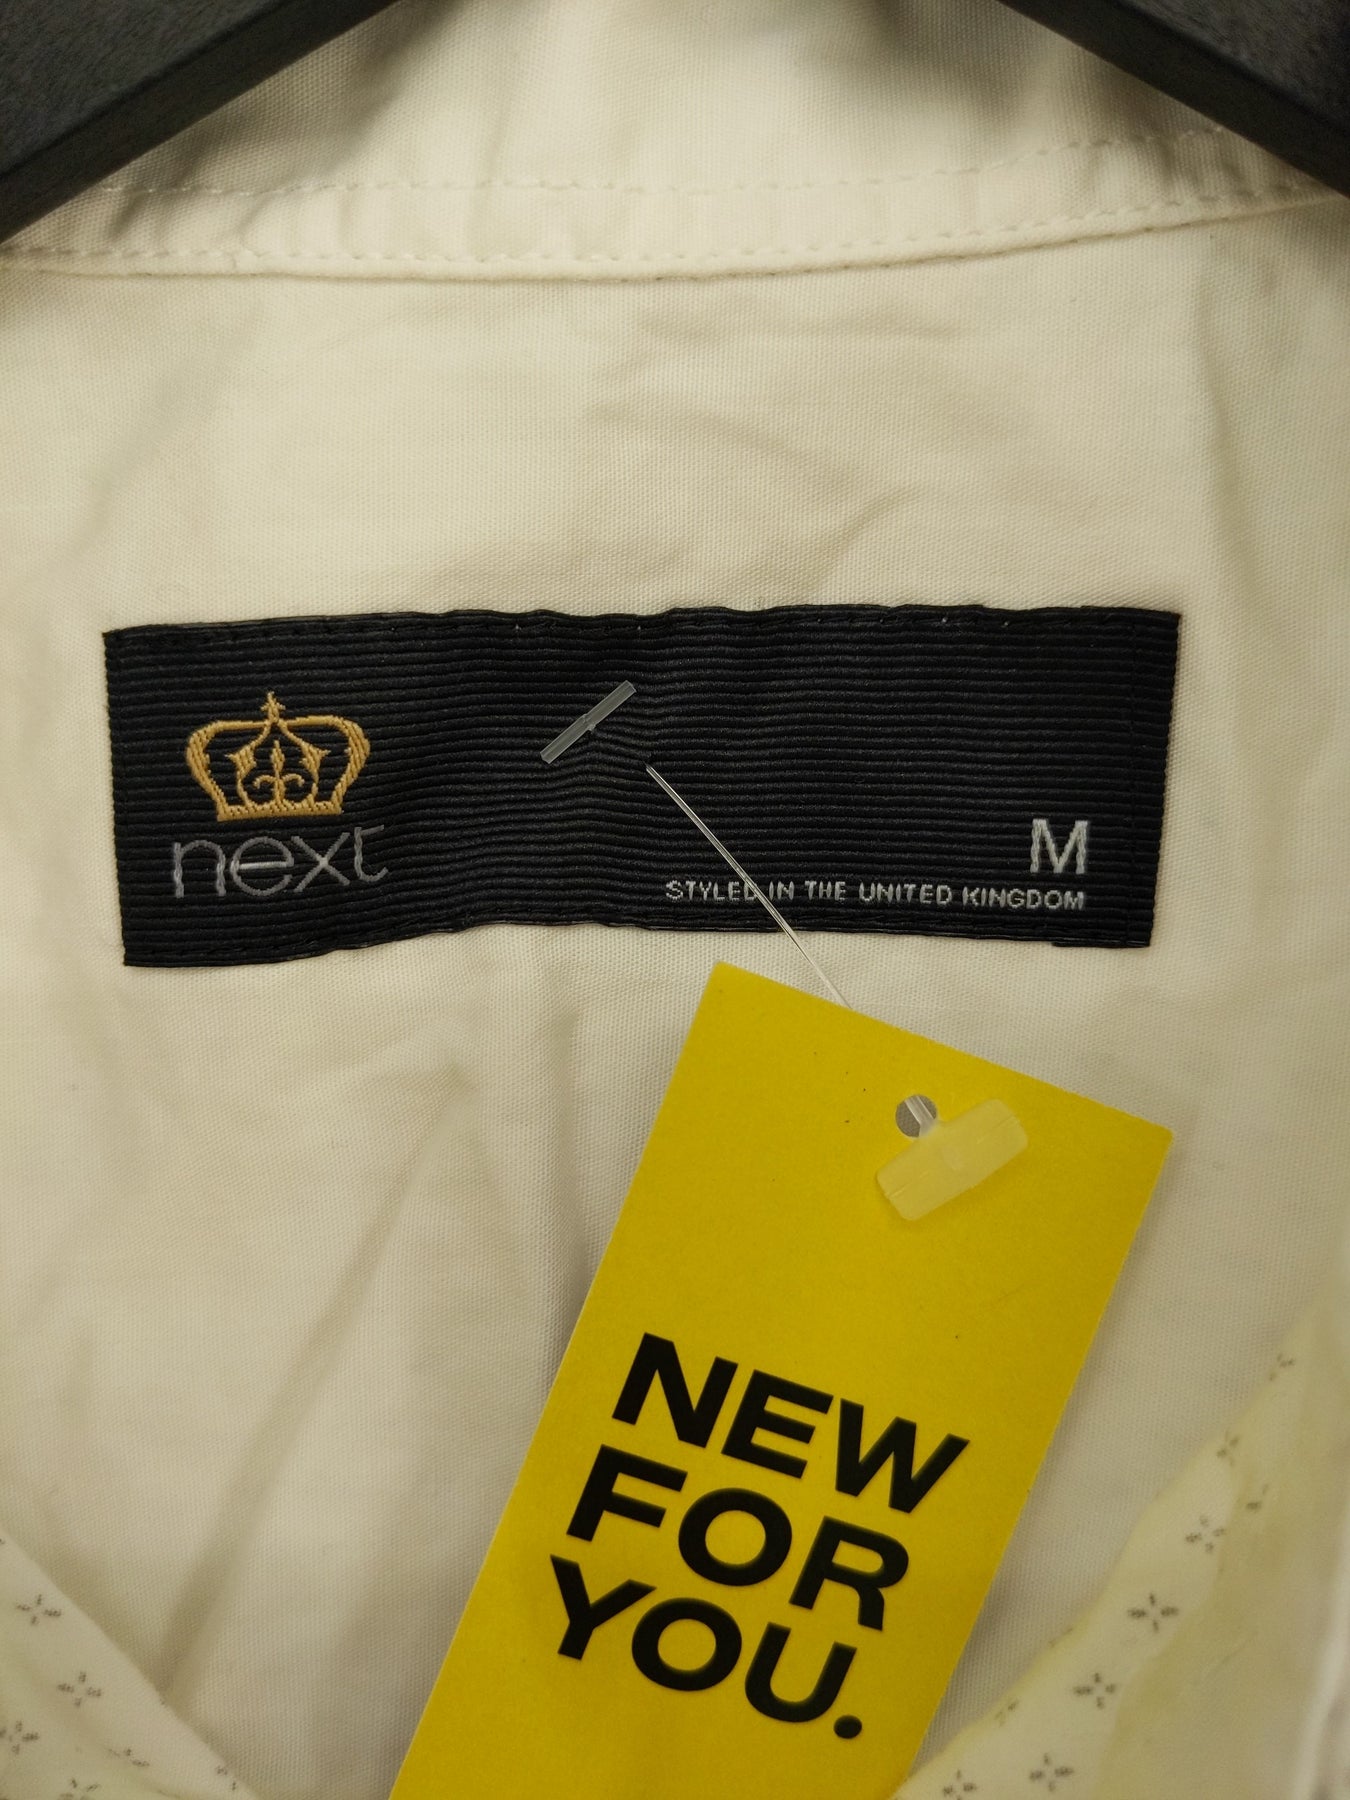 next
M
STYLED IN THE UNITED KINGDOM
NEW
FOR
YOU.